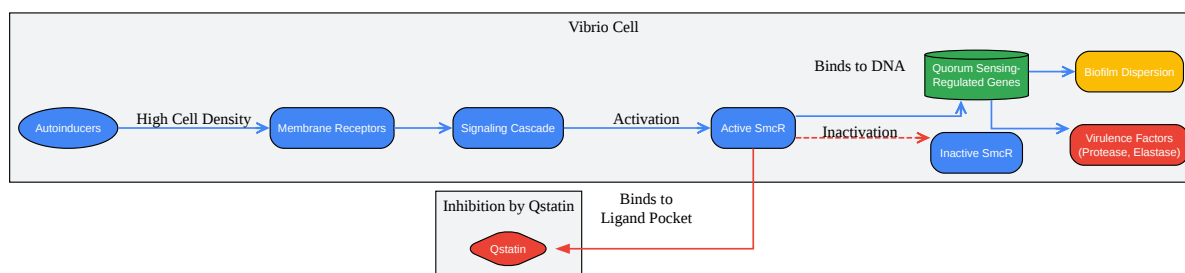 Vibrio Cell
Autoinducers
High Cell Density
Membrane Receptors
Signaling Cascade
Activation
Active SmcR
Binds to DNA
Quorum Sensing-
Regulated Genes
Biofilm Dispersion
Inactivation
Inactive SmcR
Virulence Factors
(Protease, Elastase)
Inhibition by Qstatin
Binds to
Ligand Pocket
Qstatin